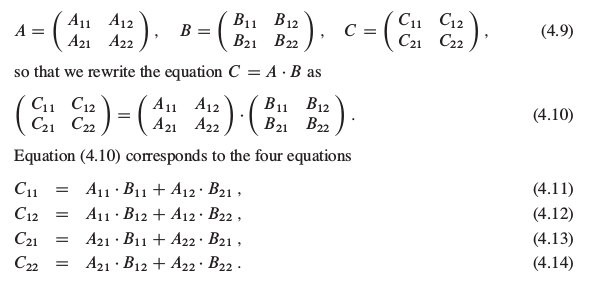 A = ( A₁₁ A₁₂ ; A₂₁ A₂₂ ) , B = ( B₁₁ B₁₂ ; B₂₁ B₂₂ ) , C = ( C₁₁ C₁₂ ; C₂₁ C₂₂ ) , (4.9)
so that we rewrite the equation C = A · B as
( C₁₁ C₁₂ ; C₂₁ C₂₂ ) = ( A₁₁ A₁₂ ; A₂₁ A₂₂ ) · ( B₁₁ B₁₂ ; B₂₁ B₂₂ ) . (4.10)
Equation (4.10) corresponds to the four equations
C₁₁ = A₁₁ · B₁₁ + A₁₂ · B₂₁ , (4.11)
C₁₂ = A₁₁ · B₁₂ + A₁₂ · B₂₂ , (4.12)
C₂₁ = A₂₁ · B₁₁ + A₂₂ · B₂₁ , (4.13)
C₂₂ = A₂₁ · B₁₂ + A₂₂ · B₂₂ . (4.14)